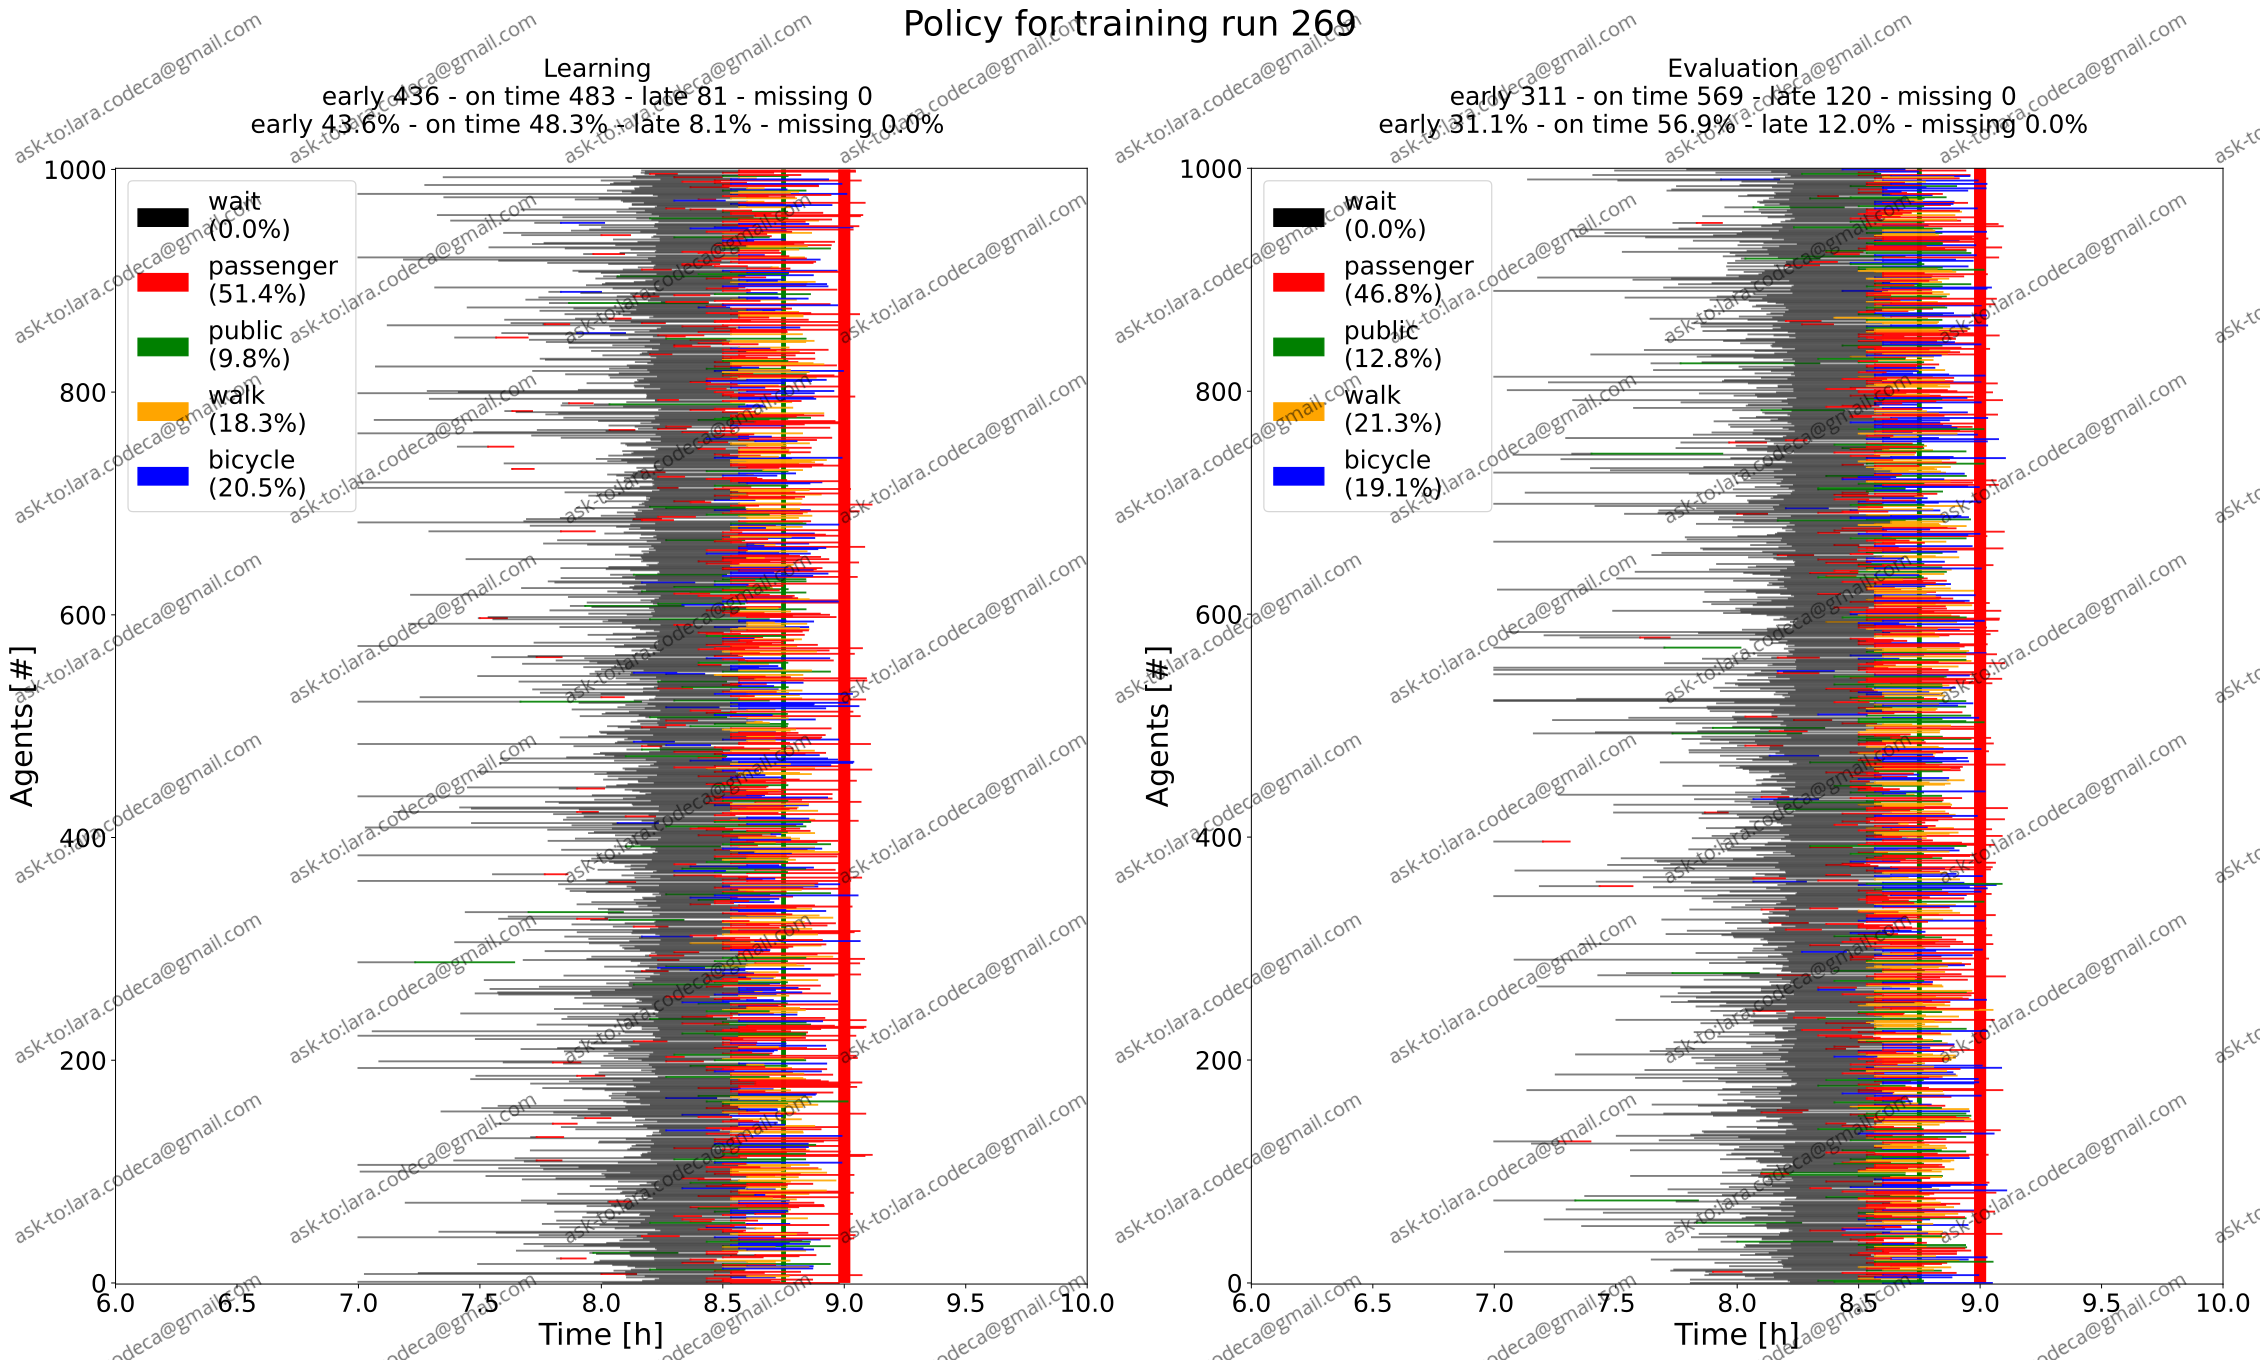 Policy for training run 269
Learning
early 436 - on time 483 - late 81 - missing 0
early 43.6% - on time 48.3% - late 8.1% - missing 0.0%
1000
800
600
400
200
0
Agents [#]
wait
(0.0%)
passenger
(51.4%)
public
(9.8%)
walk
(18.3%)
bicycle
(20.5%)
6.0 6.5 7.0 7.5 8.0 8.5 9.0 9.5 10.0
Time [h]
Evaluation
early 311 - on time 569 - late 120 - missing 0
early 31.1% - on time 56.9% - late 12.0% - missing 0.0%
1000
800
600
400
200
0
Agents [#]
wait
(0.0%)
passenger
(46.8%)
public
(12.8%)
walk
(21.3%)
bicycle
(19.1%)
6.0 6.5 7.0 7.5 8.0 8.5 9.0 9.5 10.0
Time [h]
ask-to:lara.codeca@gmail.com